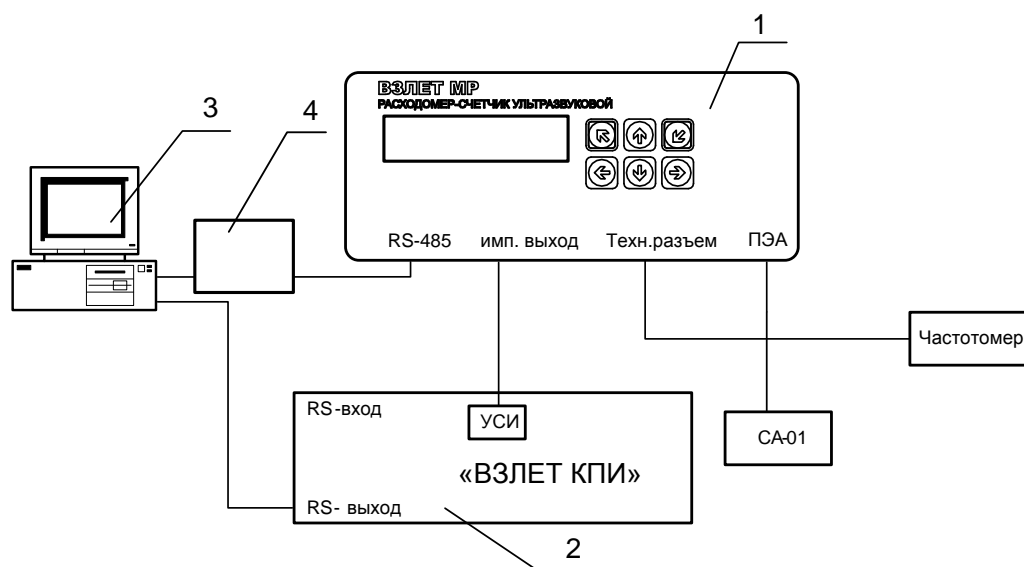 1
ВЗЛЕТ МР
РАСХОДОМЕР-СЧЕТЧИК УЛЬТРАЗВУКОВОЙ
3
4
RS-485 имп. выход Техн.разъем ПЭА
Частотомер
RS-вход
УСИ
СА-01
«ВЗЛЕТ КПИ»
RS- выход
2